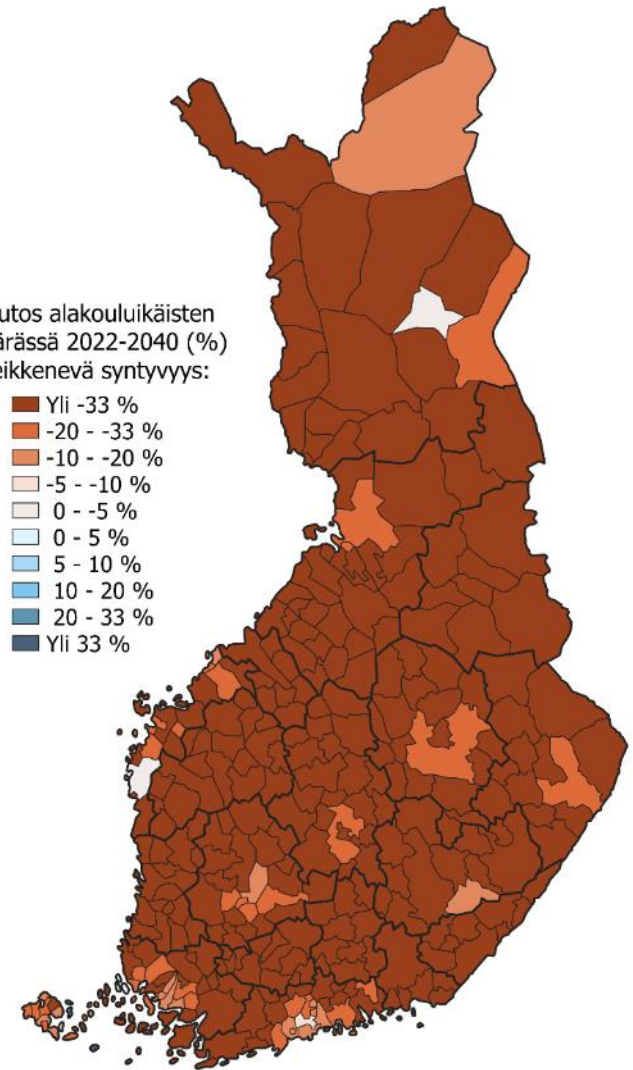 utos alakouluikäisten
ärässä 2022-2040 (%)
eikkenevä syntyvyys:
Yli -33 %
-20 - -33 %
-10 - -20 %
-5 - -10 %
0 - -5 %
0 - 5 %
5 - 10 %
10 - 20 %
20 - 33 %
Yli 33 %